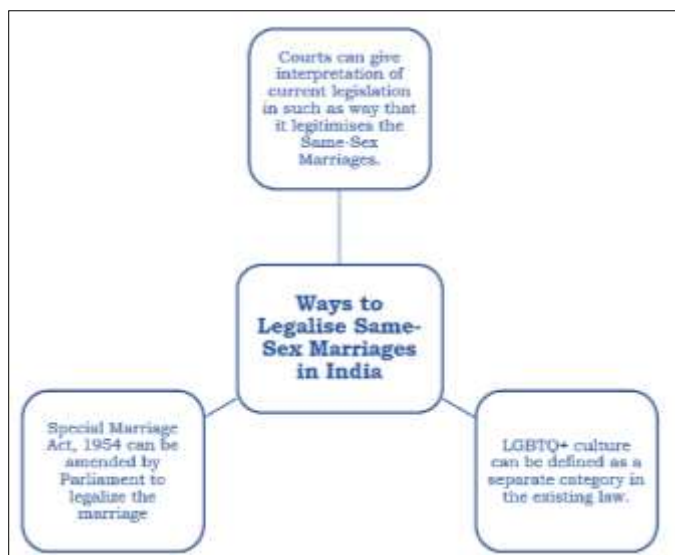 Courts can give
interpretation of
current legislation
in such as way that
it legitimises the
Same-Sex
Marriages.
Ways to
Legalise Same-
Sex Marriages
in India
Special Marriage
Act, 1954 can be
amended by
Parliament to
legalize the
marriage
LGBTQ+ culture
can be defined as a
separate category in
the existing law.